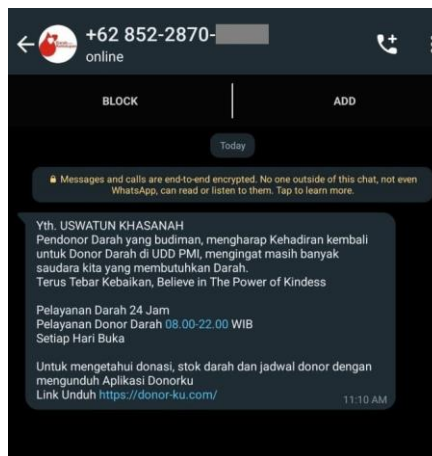 +62 852-2870-
online
BLOCK
ADD
Today
Messages and calls are end-to-end encrypted. No one outside of this chat, not even
WhatsApp, can read or listen to them. Tap to learn more.
Yth. USWATUN KHASANAH
Pendonor Darah yang budiman, mengharap Kehadiran kembali
untuk Donor Darah di UDD PMI, mengingat masih banyak
saudara kita yang membutuhkan Darah.
Terus Tebar Kebaikan, Believe in The Power of Kindess
Pelayanan Darah 24 Jam
Pelayanan Donor Darah 08.00-22.00 WIB
Setiap Hari Buka
Untuk mengetahui donasi, stok darah dan jadwal donor dengan
mengunduh Aplikasi Donorku
Link Unduh https://donor-ku.com/
11:10 AM